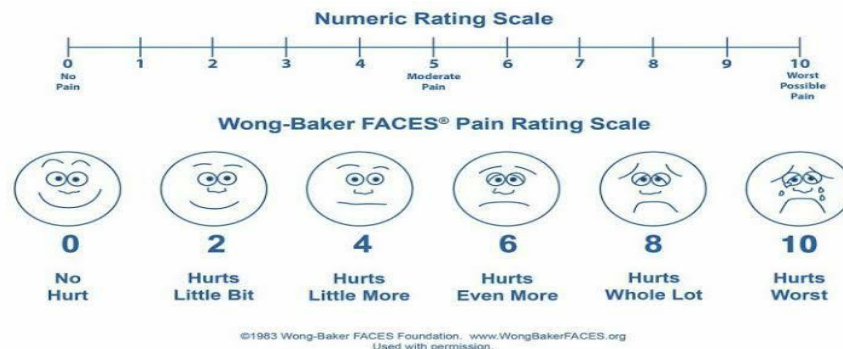 Numeric Rating Scale
0 1 2 3 4 5 6 7 8 9 10
No Pain
Moderate Pain
Worst Possible Pain
Wong-Baker FACES® Pain Rating Scale
0 2 4 6 8 10
No Hurt
Hurts Little Bit
Hurts Little More
Hurts Even More
Hurts Whole Lot
Hurts Worst
©1983 Wong-Baker FACES Foundation. www.WongBakerFACES.org
Used with permission.